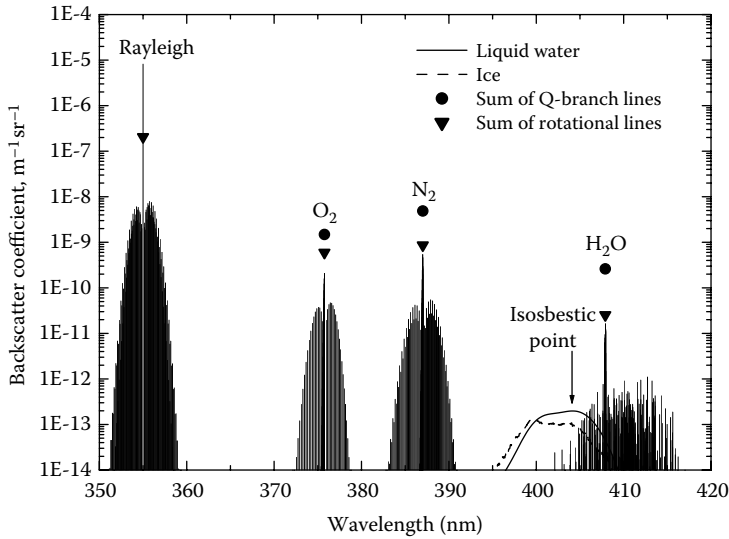 1E-4
1E-5
1E-6
1E-7
1E-8
1E-9
1E-10
1E-11
1E-12
1E-13
1E-14
Backscatter coefficient, m⁻¹ sr⁻¹
Rayleigh
Liquid water
Ice
Sum of Q-branch lines
Sum of rotational lines
O₂
N₂
H₂O
Isosbestic
point
350 360 370 380 390 400 410 420
Wavelength (nm)